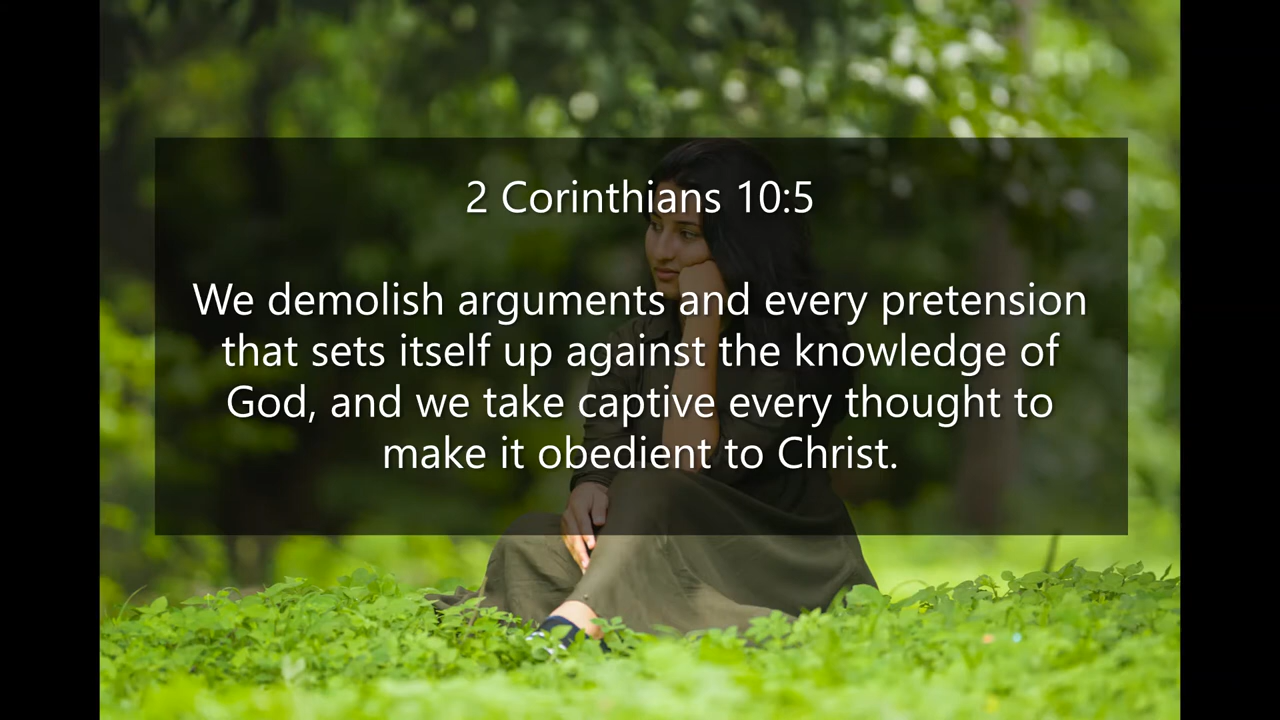 2 Corinthians 10:5
We demolish arguments and every pretension
that sets itself up against the knowledge of
God, and we take captive every thought to
make it obedient to Christ.